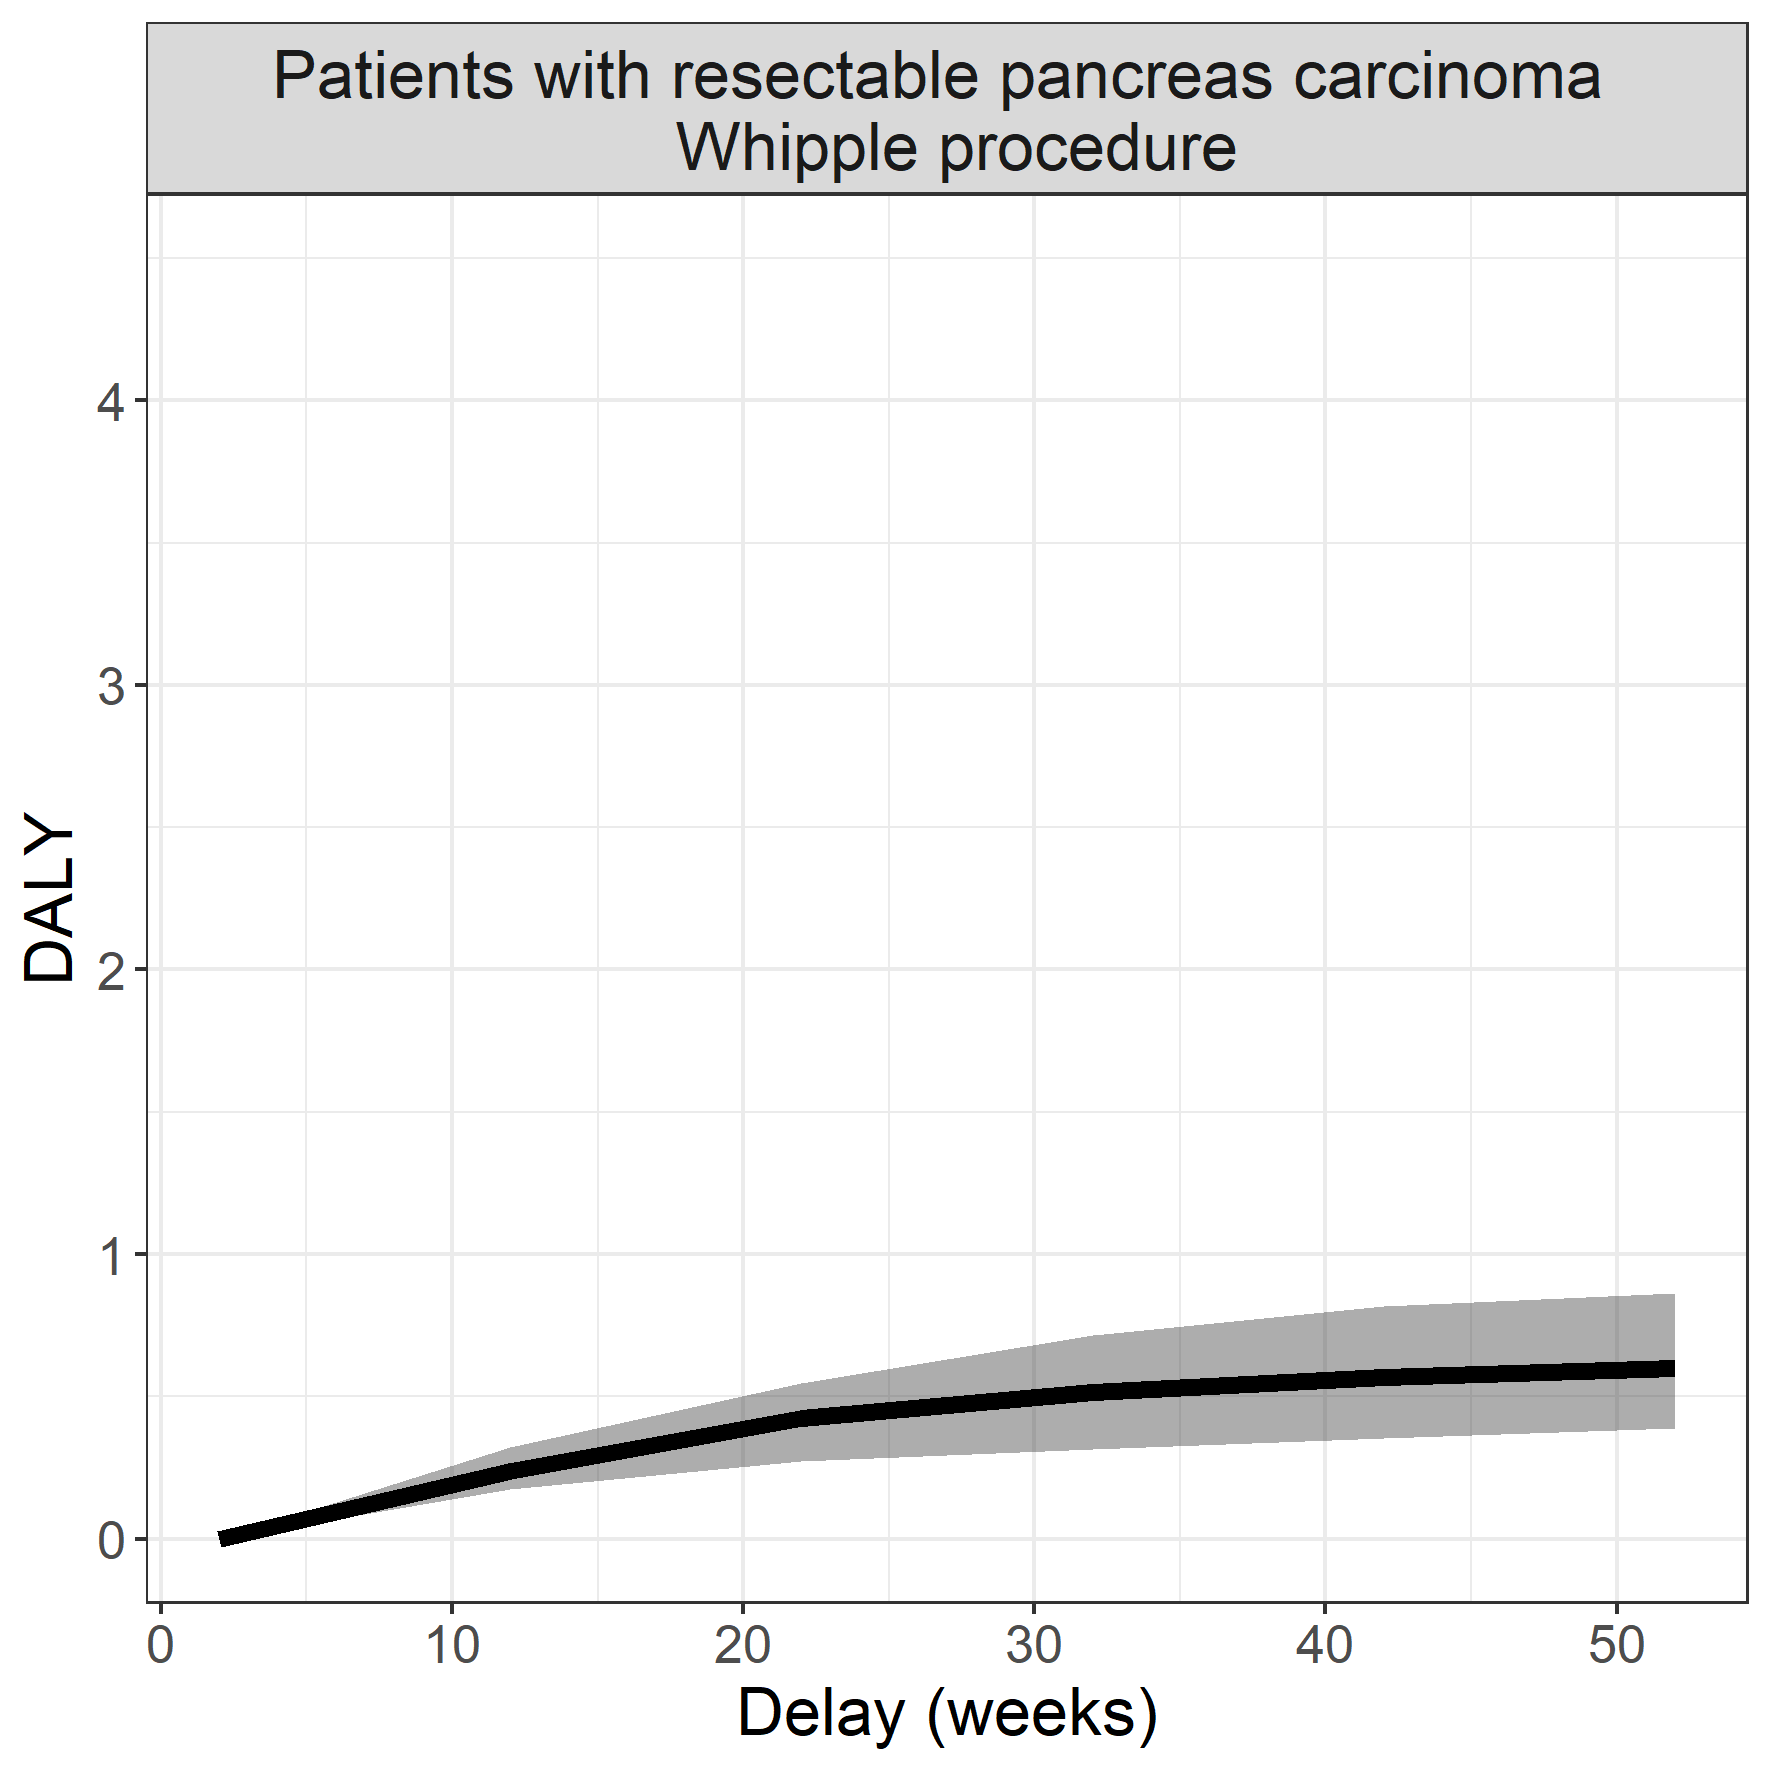 Patients with resectable pancreas carcinoma
Whipple procedure
DALY
4
3
2
1
0
0 10 20 30 40 50
Delay (weeks)